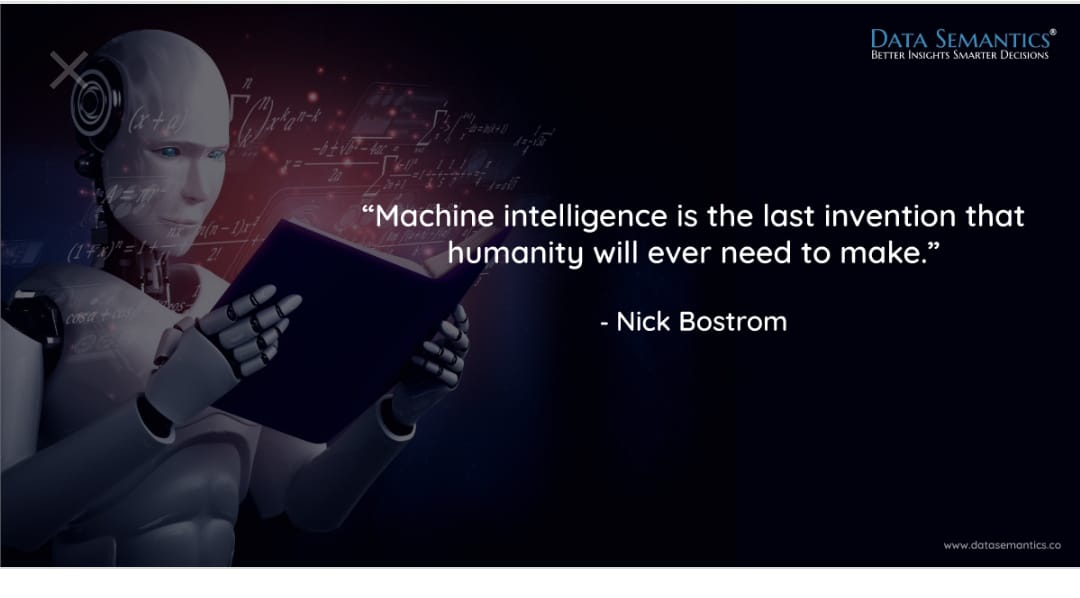 DATA SEMANTICS®
BETTER INSIGHTS SMARTER DECISIONS
“Machine intelligence is the last invention that
humanity will ever need to make.”
- Nick Bostrom
www.datasemantics.co